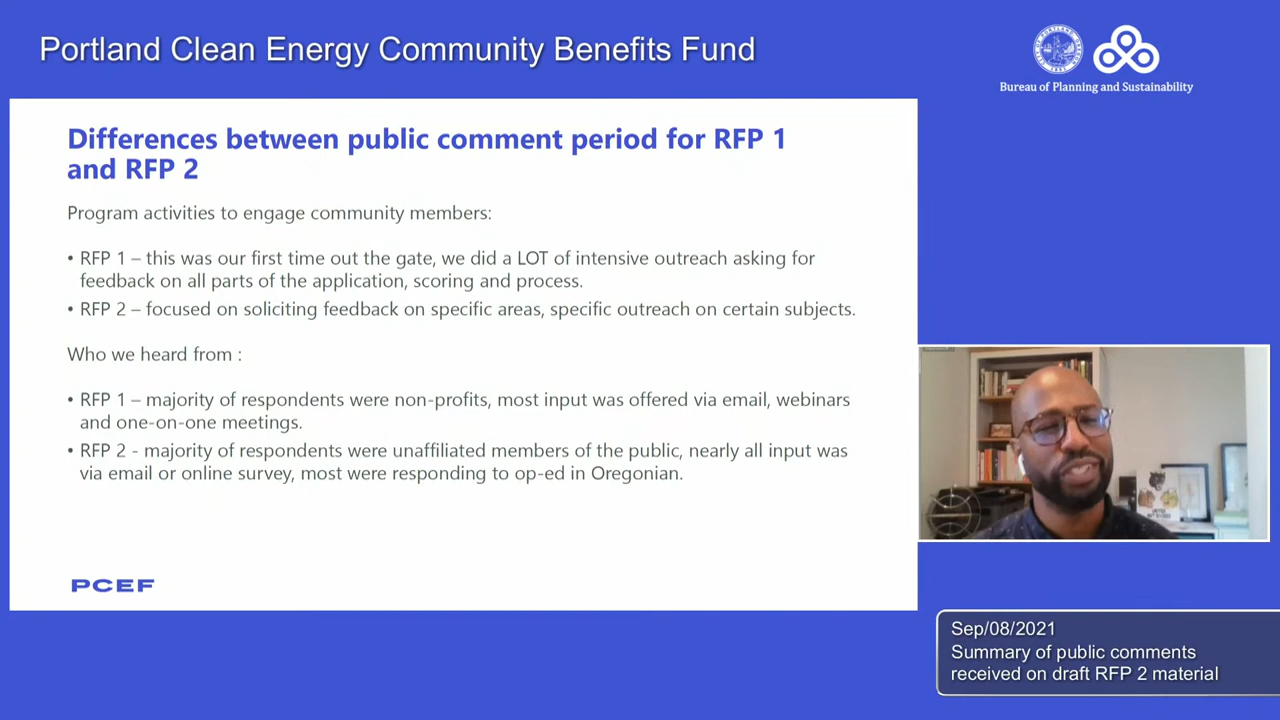 Portland Clean Energy Community Benefits Fund
Bureau of Planning and Sustainability
Differences between public comment period for RFP 1
and RFP 2
Program activities to engage community members:
• RFP 1 – this was our first time out the gate, we did a LOT of intensive outreach asking for
feedback on all parts of the application, scoring and process.
• RFP 2 – focused on soliciting feedback on specific areas, specific outreach on certain subjects.
Who we heard from :
• RFP 1 – majority of respondents were non-profits, most input was offered via email, webinars
and one-on-one meetings.
• RFP 2 - majority of respondents were unaffiliated members of the public, nearly all input was
via email or online survey, most were responding to op-ed in Oregonian.
PCEF
Sep/08/2021
Summary of public comments
received on draft RFP 2 material